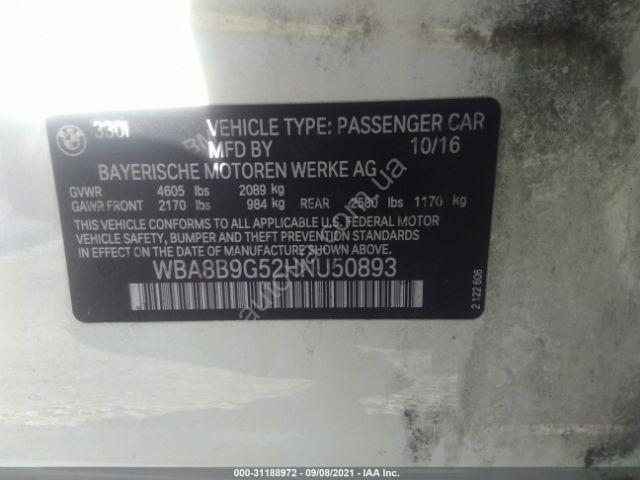 330i VEHICLE TYPE: PASSENGER CAR
MFD BY 10/16
BAYERISCHE MOTOREN WERKE AG
GVWR 4605 lbs 2089 kg
GAWR FRONT 2170 lbs 984 kg REAR 2580 lbs 1170 kg
THIS VEHICLE CONFORMS TO ALL APPLICABLE U.S. FEDERAL MOTOR
VEHICLE SAFETY, BUMPER, AND THEFT PREVENTION STANDARDS
IN EFFECT ON THE DATE OF MANUFACTURE SHOWN ABOVE.
WBA8B9G52HNU50893
2 122 606
autovis.com.ua
000-31188972 - 09/08/2021 - IAA Inc.